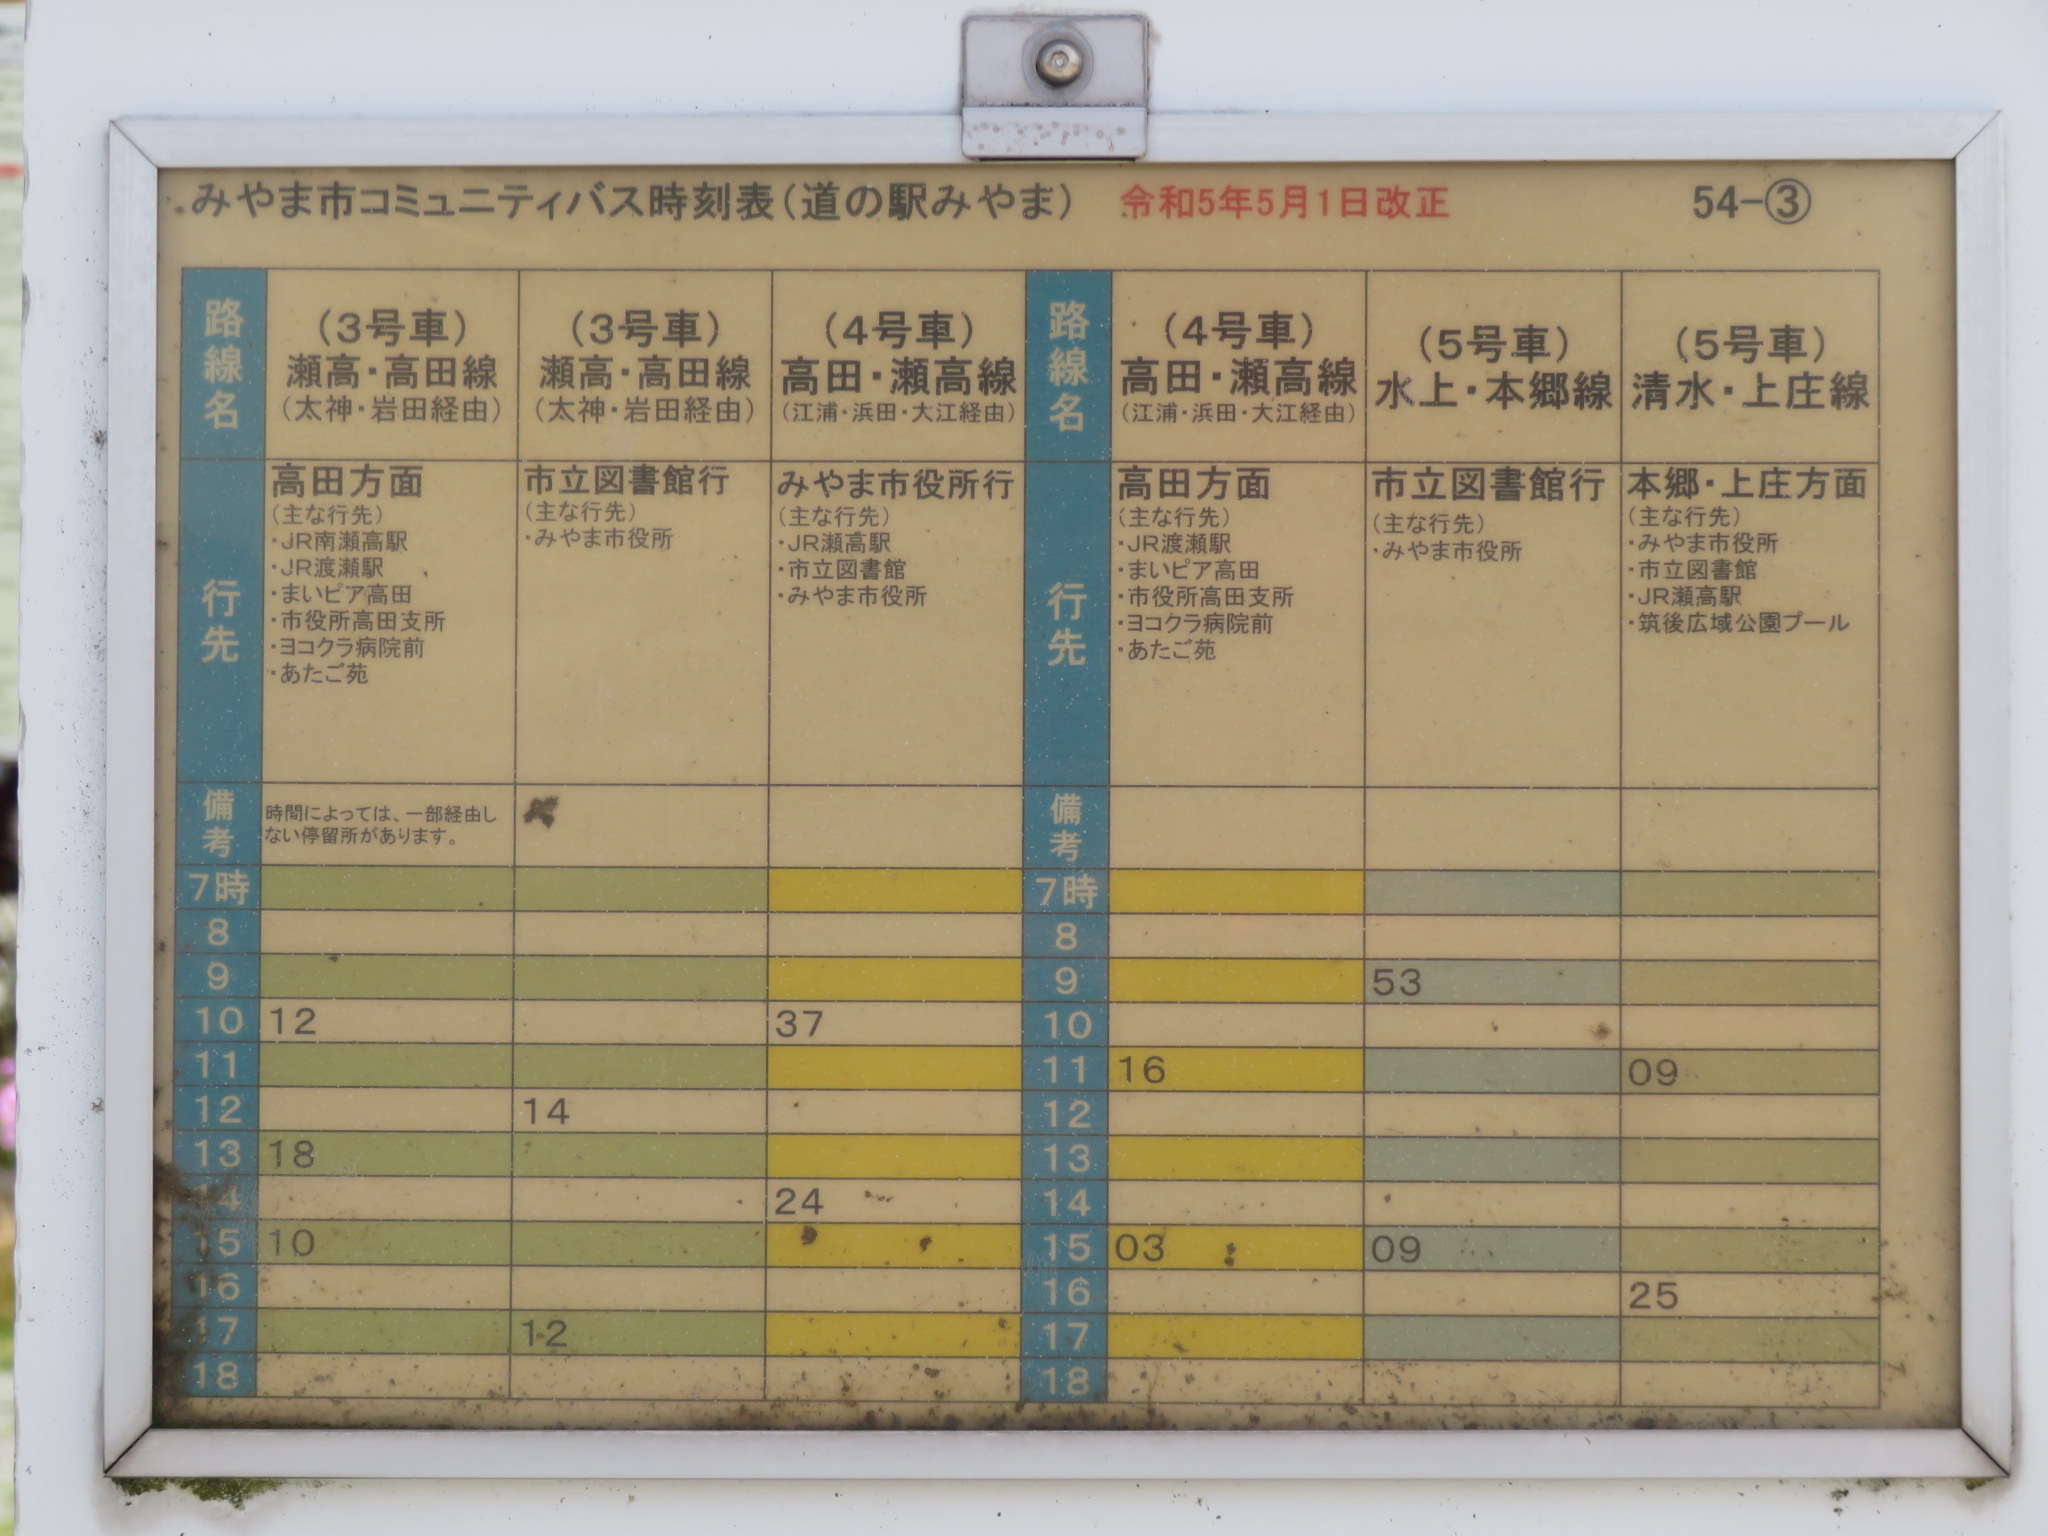 みやま市コミュニティバス時刻表（道の駅みやま） 令和5年5月1日改正 54-③
路線名 （3号車） （3号車） （4号車） 路線名 （4号車） （5号車） （5号車）
瀬高・高田線 瀬高・高田線 高田・瀬高線 高田・瀬高線 水上・本郷線 清水・上庄線
（太神・岩田経由） （太神・岩田経由） （江浦・浜田・大江経由） （江浦・浜田・大江経由）
行先 高田方面 市立図書館行 みやま市役所行 行先 高田方面 市立図書館行 本郷・上庄方面
（主な行先） （主な行先） （主な行先） （主な行先） （主な行先） （主な行先）
・JR南瀬高駅 ・みやま市役所 ・JR瀬高駅 ・JR渡瀬駅 ・みやま市役所 ・みやま市役所
・JR渡瀬駅 ・市立図書館 ・まいピア高田 ・市立図書館
・まいピア高田 ・みやま市役所 ・市役所高田支所 ・JR瀬高駅
・市役所高田支所 ・ヨコクラ病院前 ・筑後広域公園プール
・ヨコクラ病院前 ・あたご苑
・あたご苑
備考 時間によっては、一部経由し 備考
ない停留所があります。
7時 7時
8 8
9 9 53
10 12 37 10
11 11 16 09
12 14 12
13 18 13
14 24 14
15 10 15 03 09
16 16 25
17 12 17
18 18